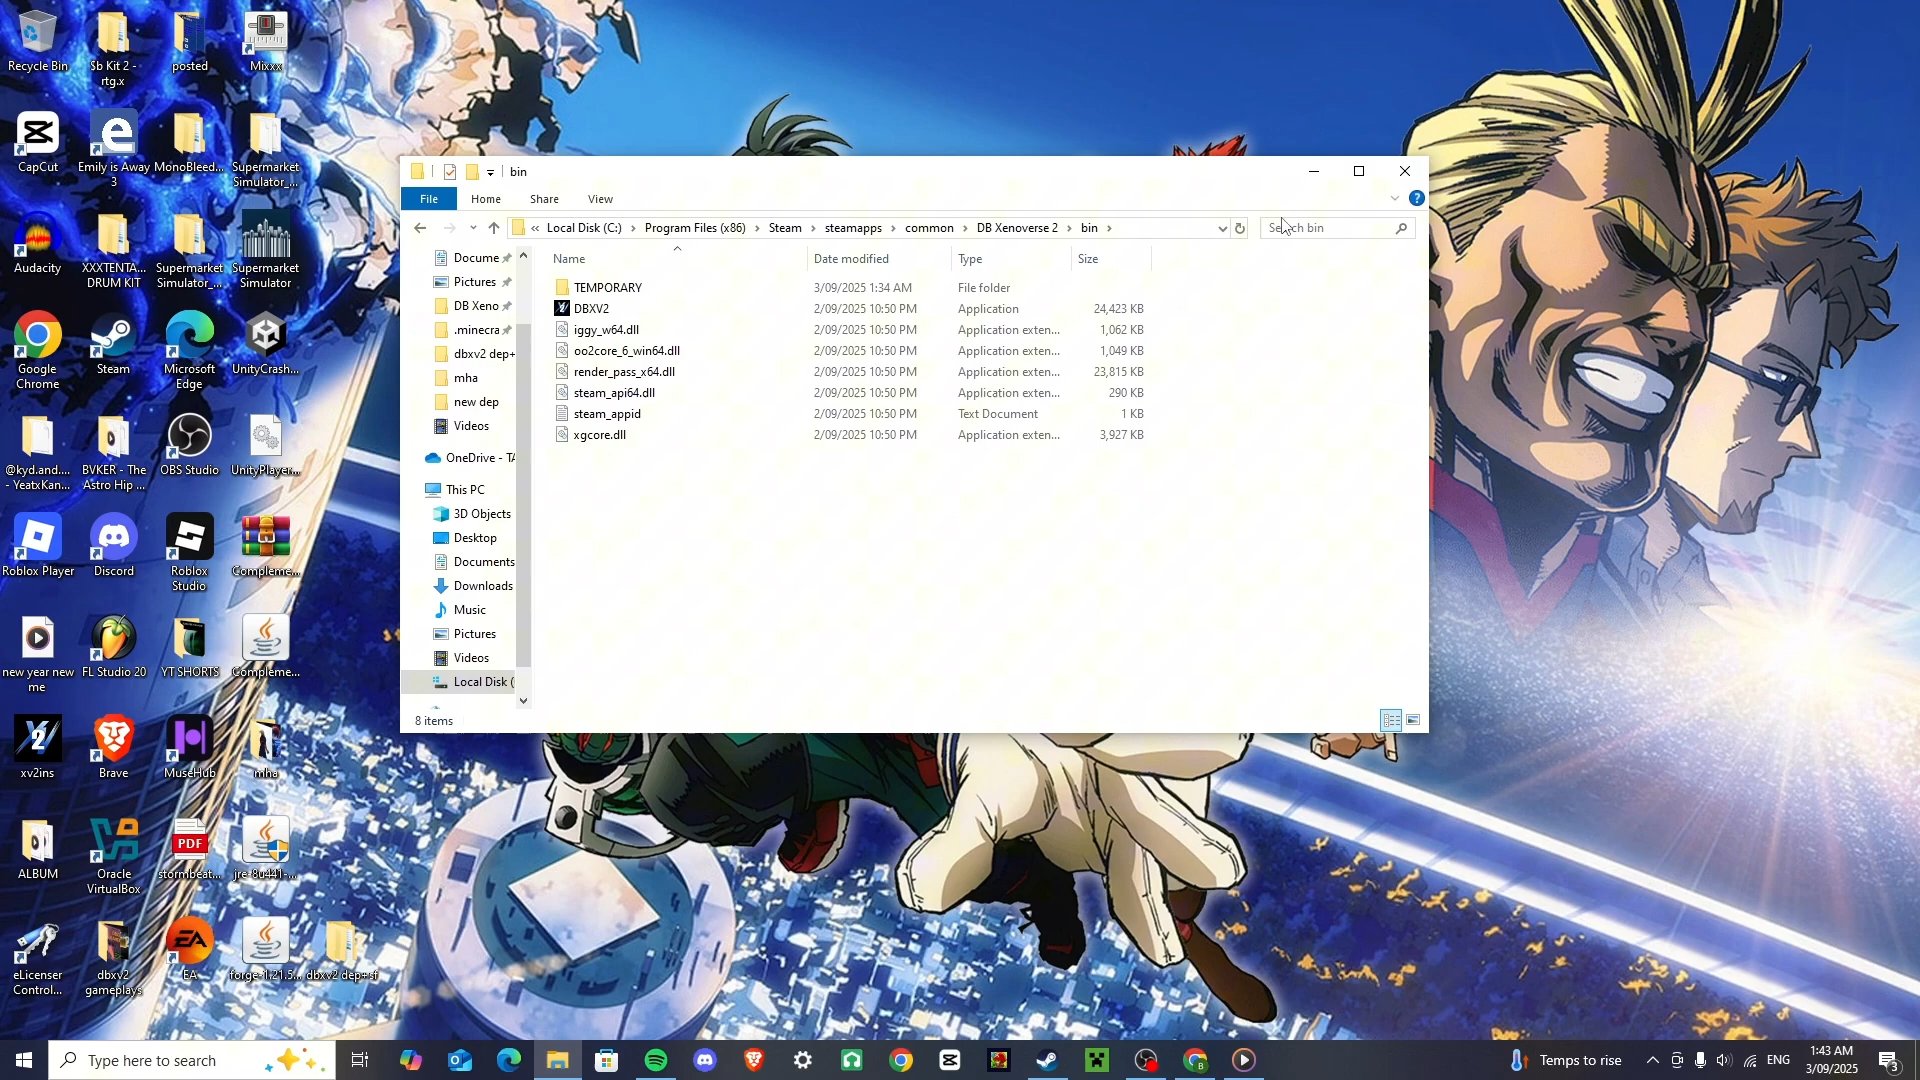 Recycle Bin
$b Kit 2 -
rtg.x
posted
Mixxx
CapCut
Emily is Away
3
MonoBleed...
Supermarket
Simulator_...
Audacity
XXXTENTA...
DRUM KIT
Supermarket
Simulator_...
Supermarket
Simulator
Google
Chrome
Steam
Microsoft
Edge
UnityCrash...
@kyd.and....
- YeatxKan...
BVKER - The
Astro Hip ...
OBS Studio
UnityPlayer...
Roblox Player
Discord
Roblox
Studio
Compleme...
new year new
me
FL Studio 20
YT SHORTS
Compleme...
xv2ins
Brave
MuseHub
mha
ALBUM
Oracle
VirtualBox
PDF
stormbeat...
jre-8u441-...
eLicenser
Control...
dbxv2
gameplays
EA
EA
forge-1.21.5...
dbxv2 dep+sf
bin
File
Home
Share
View
« Local Disk (C:) › Program Files (x86) › Steam › steamapps › common › DB Xenoverse 2 › bin ›
Search bin
Docume
Pictures
DB Xeno
.minecra
dbxv2 dep+
mha
new dep
Videos
OneDrive - TA
This PC
3D Objects
Desktop
Documents
Downloads
Music
Pictures
Videos
Local Disk (
Name Date modified Type Size
TEMPORARY 3/09/2025 1:34 AM File folder
DBXV2 2/09/2025 10:50 PM Application 24,423 KB
iggy_w64.dll 2/09/2025 10:50 PM Application exten... 1,062 KB
oo2core_6_win64.dll 2/09/2025 10:50 PM Application exten... 1,049 KB
render_pass_x64.dll 2/09/2025 10:50 PM Application exten... 23,815 KB
steam_api64.dll 2/09/2025 10:50 PM Application exten... 290 KB
steam_appid 2/09/2025 10:50 PM Text Document 1 KB
xgcore.dll 2/09/2025 10:50 PM Application exten... 3,927 KB
8 items
Type here to search
Temps to rise
ENG
1:43 AM
3/09/2025
3